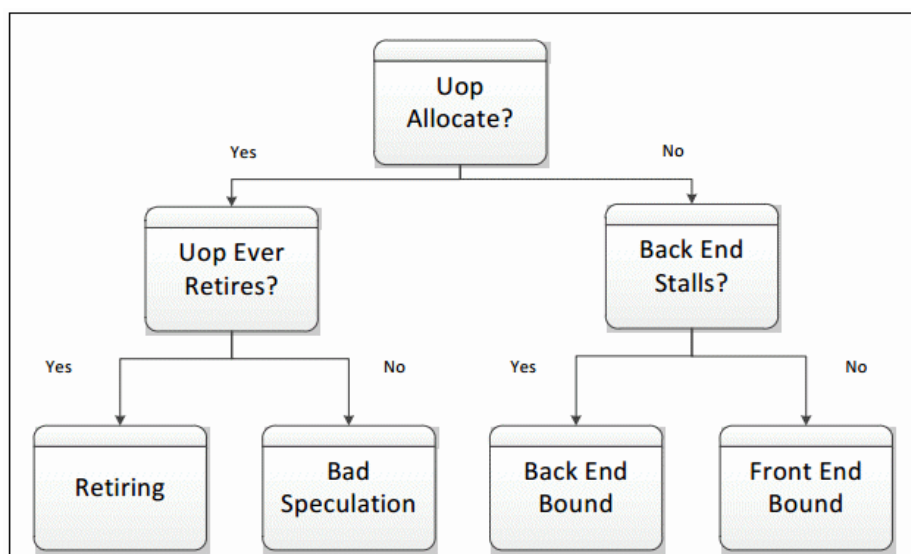 Uop
Allocate?
Yes
No
Uop Ever
Retires?
Back End
Stalls?
Yes
No
Yes
No
Retiring
Bad
Speculation
Back End
Bound
Front End
Bound